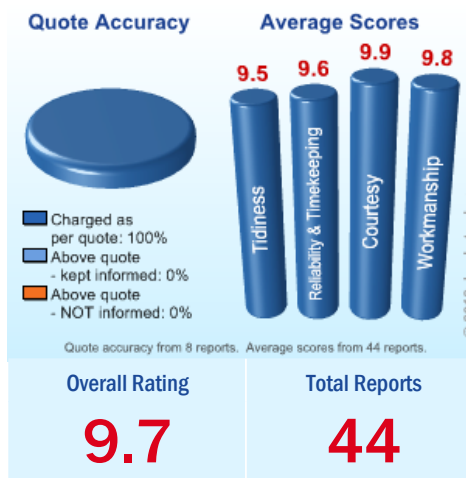 Quote Accuracy
Average Scores
9.5
9.6
9.9
9.8
Tidiness
Reliability & Timekeeping
Courtesy
Workmanship
Charged as
per quote: 100%
Above quote
- kept informed: 0%
Above quote
- NOT informed: 0%
Quote accuracy from 8 reports. Average scores from 44 reports.
Overall Rating
Total Reports
9.7
44